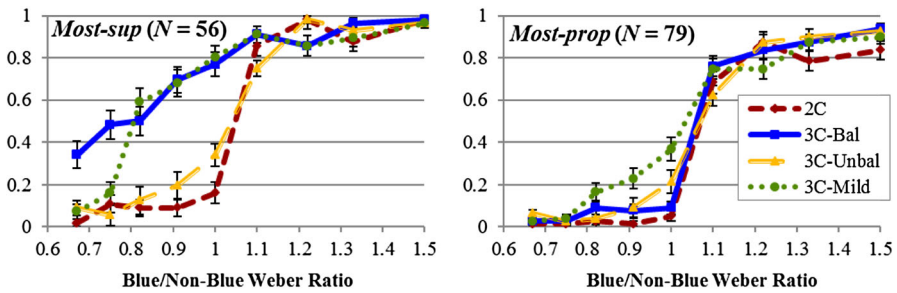 Most-sup (N = 56)
1
0.8
0.6
0.4
0.2
0
0.6 0.7 0.8 0.9 1.0 1.1 1.2 1.3 1.4 1.5
Blue/Non-Blue Weber Ratio
Most-prop (N = 79)
1
0.8
0.6
0.4
0.2
0
2C
3C-Bal
3C-Unbal
3C-Mild
0.6 0.7 0.8 0.9 1 1.1 1.2 1.3 1.4 1.5
Blue/Non-Blue Weber Ratio